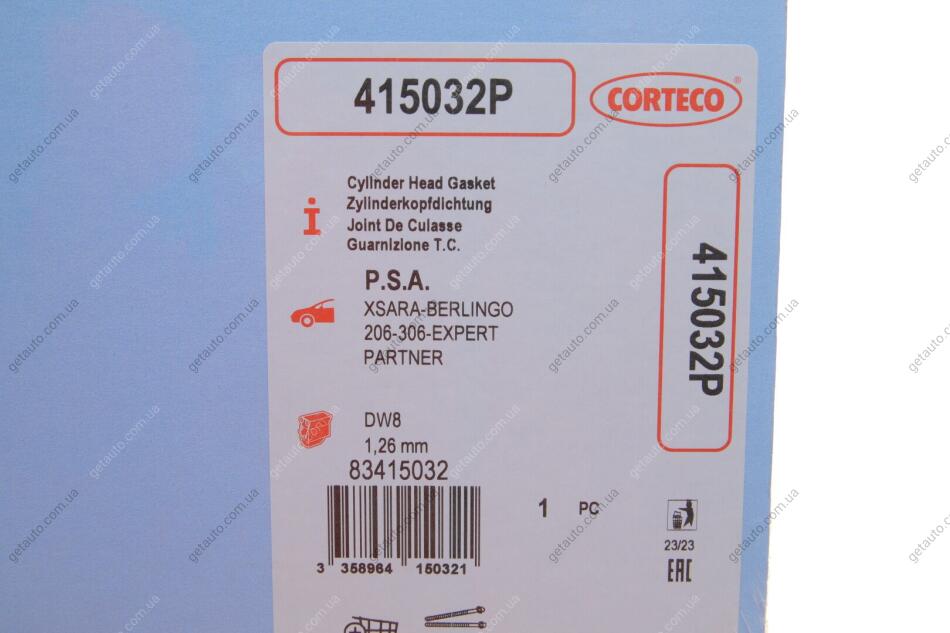 415032P
CORTECO®
Cylinder Head Gasket
Zylinderkopfdichtung
Joint De Culasse
Guarnizione T.C.
P.S.A.
XSARA-BERLINGO
206-306-EXPERT
PARTNER
DW8
1,26 mm
83415032
3 358964 150321
1 PC
23/23
EAC
415032P
getauto.com.ua